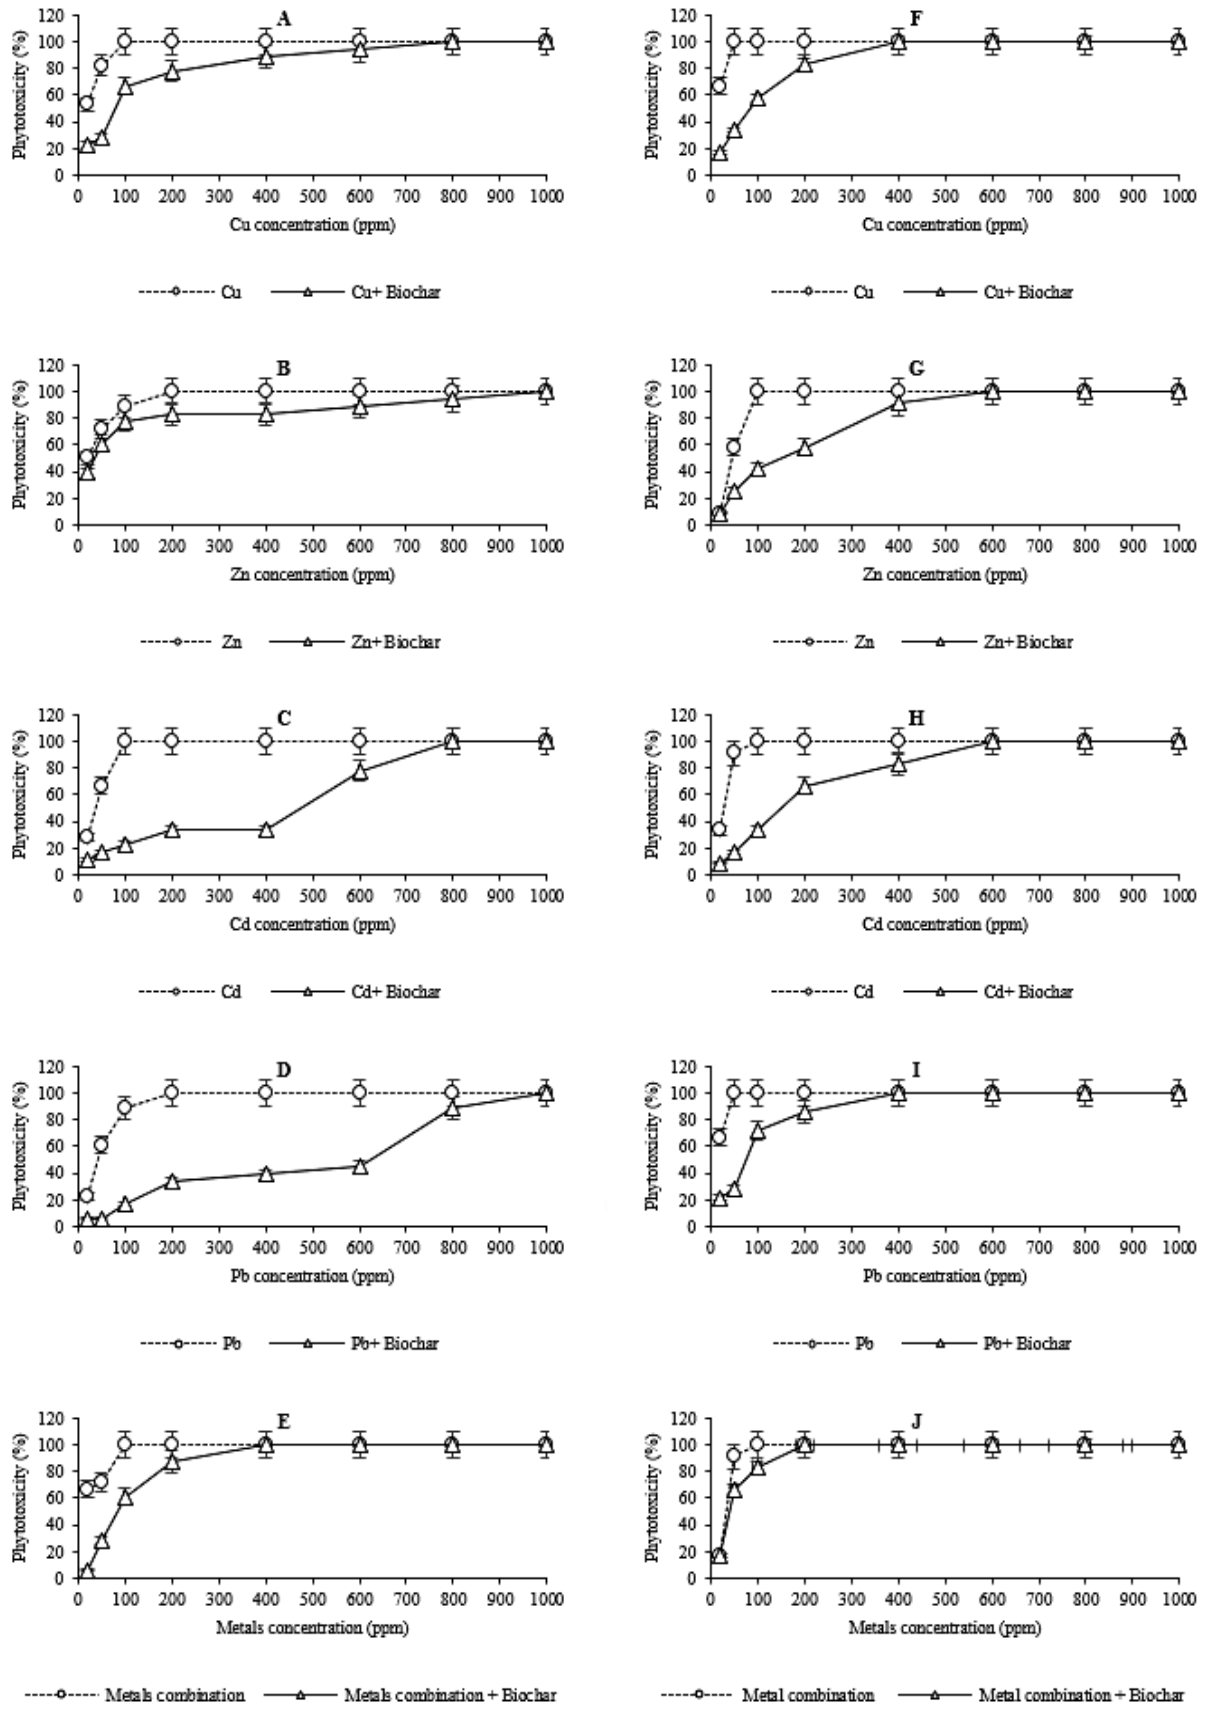 A
Phytotoxicity (%)
120
100
80
60
40
20
0
0 100 200 300 400 500 600 700 800 900 1000
Cu concentration (ppm)
Cu Cu+ Biochar
F
Phytotoxicity (%)
120
100
80
60
40
20
0
0 100 200 300 400 500 600 700 800 900 1000
Cu concentration (ppm)
Cu Cu+ Biochar
B
Phytotoxicity (%)
120
100
80
60
40
20
0
0 100 200 300 400 500 600 700 800 900 1000
Zn concentration (ppm)
Zn Zn+ Biochar
G
Phytotoxicity (%)
120
100
80
60
40
20
0
0 100 200 300 400 500 600 700 800 900 1000
Zn concentration (ppm)
Zn Zn+ Biochar
C
Phytotoxicity (%)
120
100
80
60
40
20
0
0 100 200 300 400 500 600 700 800 900 1000
Cd concentration (ppm)
Cd Cd+ Biochar
H
Phytotoxicity (%)
120
100
80
60
40
20
0
0 100 200 300 400 500 600 700 800 900 1000
Cd concentration (ppm)
Cd Cd+ Biochar
D
Phytotoxicity (%)
120
100
80
60
40
20
0
0 100 200 300 400 500 600 700 800 900 1000
Pb concentration (ppm)
Pb Pb+ Biochar
I
Phytotoxicity (%)
120
100
80
60
40
20
0
0 100 200 300 400 500 600 700 800 900 1000
Pb concentration (ppm)
Pb Pb+ Biochar
E
Phytotoxicity (%)
120
100
80
60
40
20
0
0 100 200 300 400 500 600 700 800 900 1000
Metals concentration (ppm)
Metals combination Metals combination + Biochar
J
Phytotoxicity (%)
120
100
80
60
40
20
0
0 100 200 300 400 500 600 700 800 900 1000
Metals concentration (ppm)
Metal combination Metal combination + Biochar